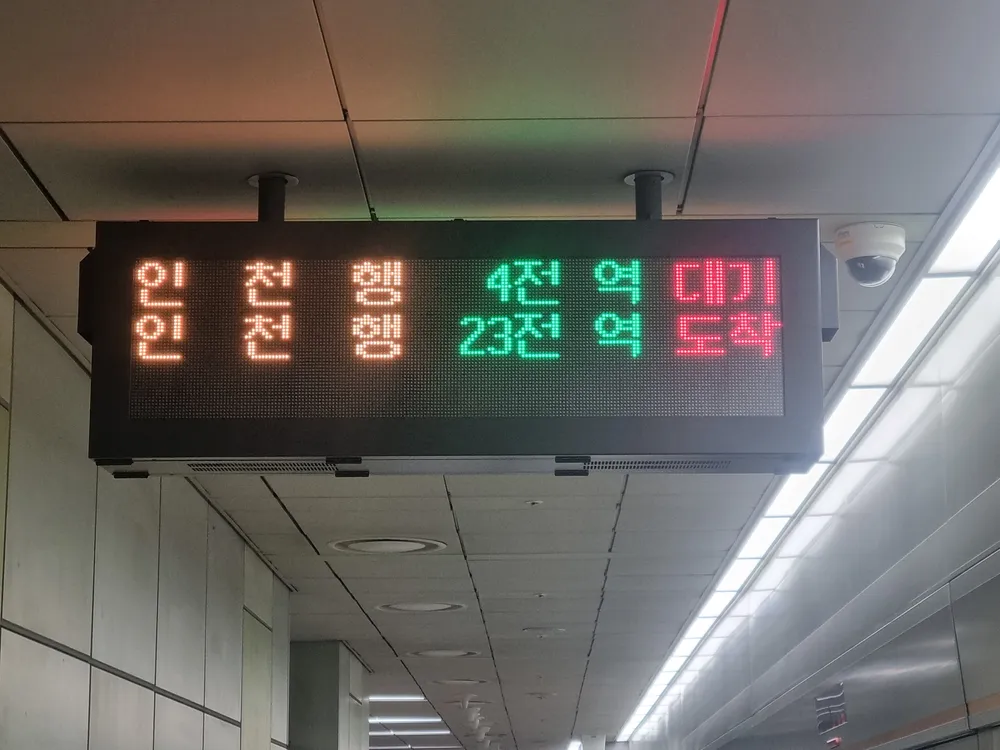 인 천 행 4전 역 대기
인 천 행 23전 역 도착